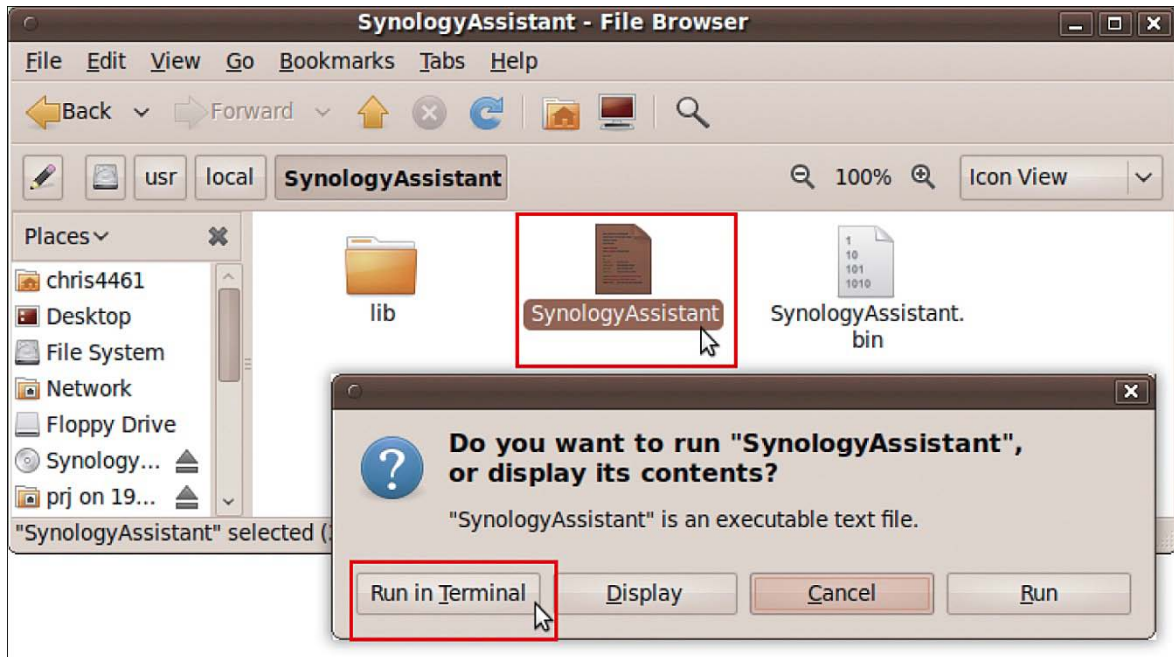 SynologyAssistant - File Browser
File Edit View Go Bookmarks Tabs Help
Back Forward
usr local SynologyAssistant 100% Icon View
Places
chris4461
Desktop
File System
Network
Floppy Drive
Synology...
prj on 19...
lib
SynologyAssistant
1
10
101
1010
SynologyAssistant.
bin
"SynologyAssistant" selected (
Do you want to run "SynologyAssistant",
or display its contents?
"SynologyAssistant" is an executable text file.
Run in Terminal Display Cancel Run